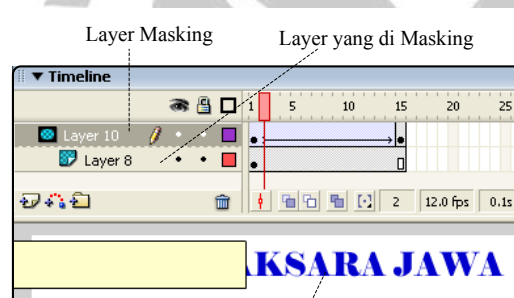 Layer Masking
Layer yang di Masking
Timeline
1 5 10 15 20 25
Layer 10
Layer 8
2 12.0 fps 0.1s
AKSARA JAWA